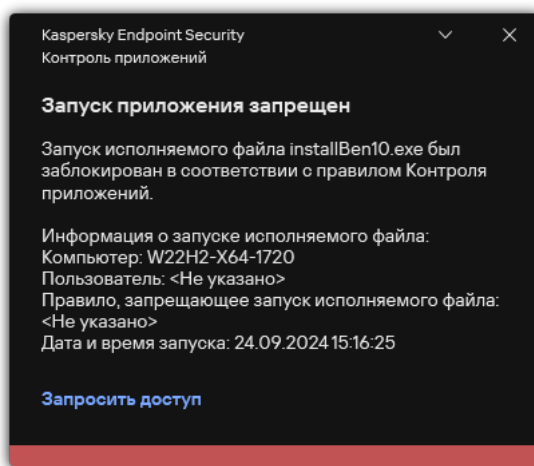 Kaspersky Endpoint Security
Контроль приложений
Запуск приложения запрещен
Запуск исполняемого файла installBen10.exe был
заблокирован в соответствии с правилом Контроля
приложений.
Информация о запуске исполняемого файла:
Компьютер: W22H2-X64-1720
Пользователь: <Не указано>
Правило, запрещающее запуск исполняемого файла:
<Не указано>
Дата и время запуска: 24.09.2024 15:16:25
Запросить доступ